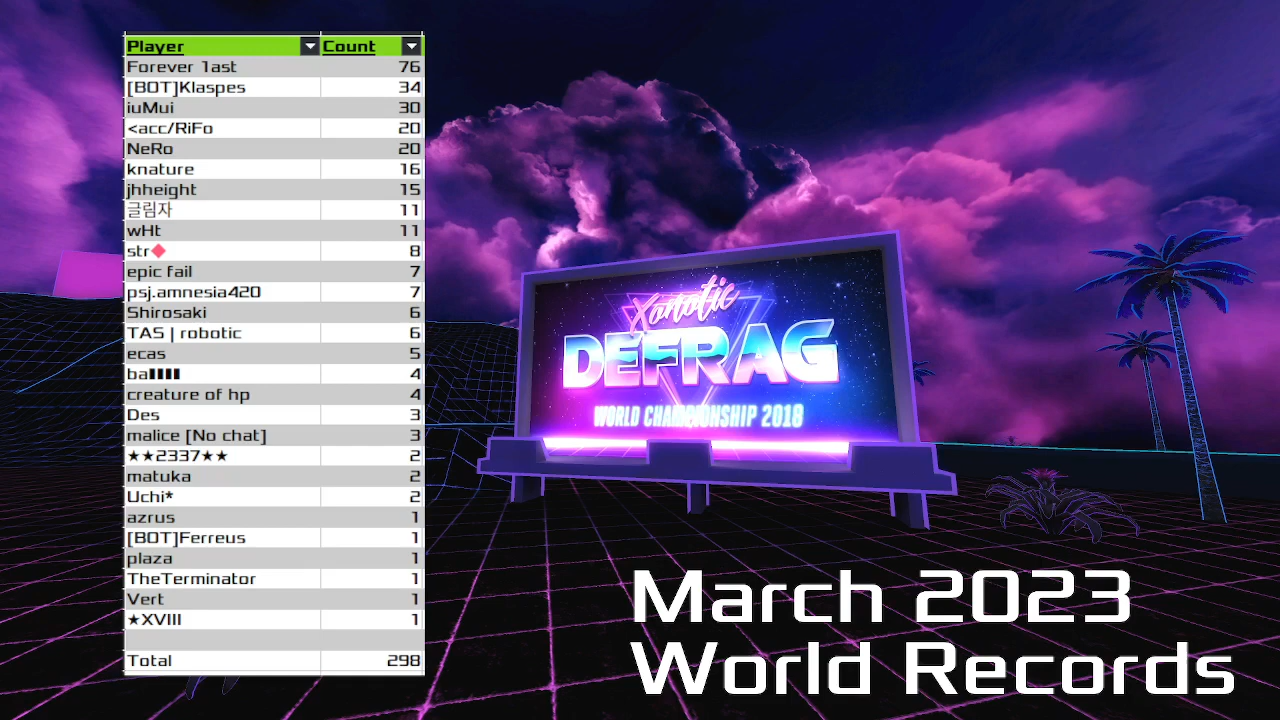 Player Count
Forever 1ast 76
[BOT]Klaspes 34
iuMui 30
<acc/RiFo 20
NeRo 20
knature 16
jhheight 15
글림자 11
wHt 11
str♦ 8
epic fail 7
psj.amnesia420 7
Shirosaki 6
TAS | robotic 6
ecas 5
ba▮▮▮▮ 4
creature of hp 4
Des 3
malice [No chat] 3
★★2337★★ 2
matuka 2
Uchi* 2
azrus 1
[BOT]Ferreus 1
plaza 1
TheTerminator 1
Vert 1
★XVIII 1
Total 298
Xonotic
DEFRAG
WORLD CHAMPIONSHIP 2018
March 2023
World Records